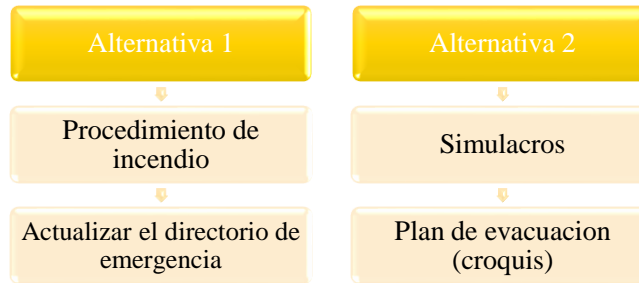 Alternativa 1
Procedimiento de
incendio
Actualizar el directorio de
emergencia
Alternativa 2
Simulacros
Plan de evacuacion
(croquis)